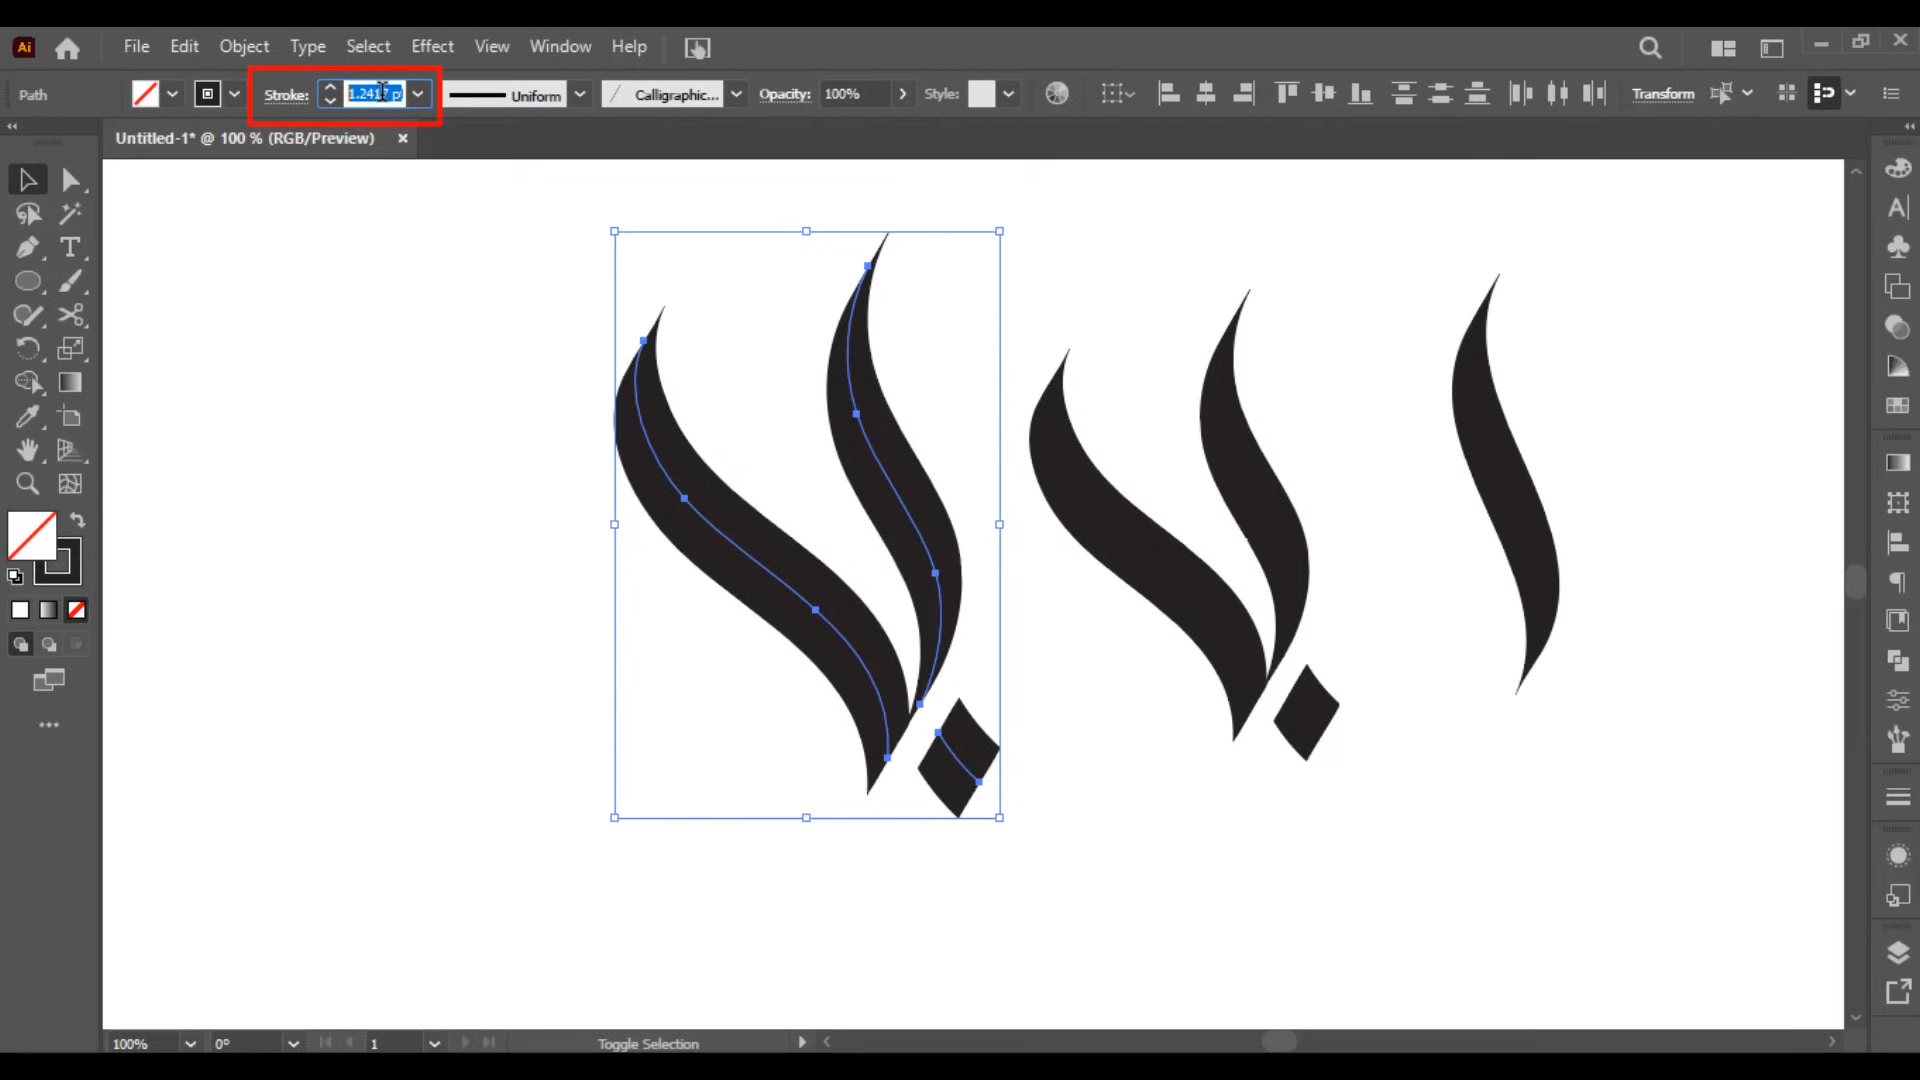 Ai File Edit Object Type Select Effect View Window Help
Path Stroke: Uniform Calligraphic... Opacity: 100% Style: Transform
Untitled-1* @ 100 % (RGB/Preview)
100% 0° 1 Toggle Selection